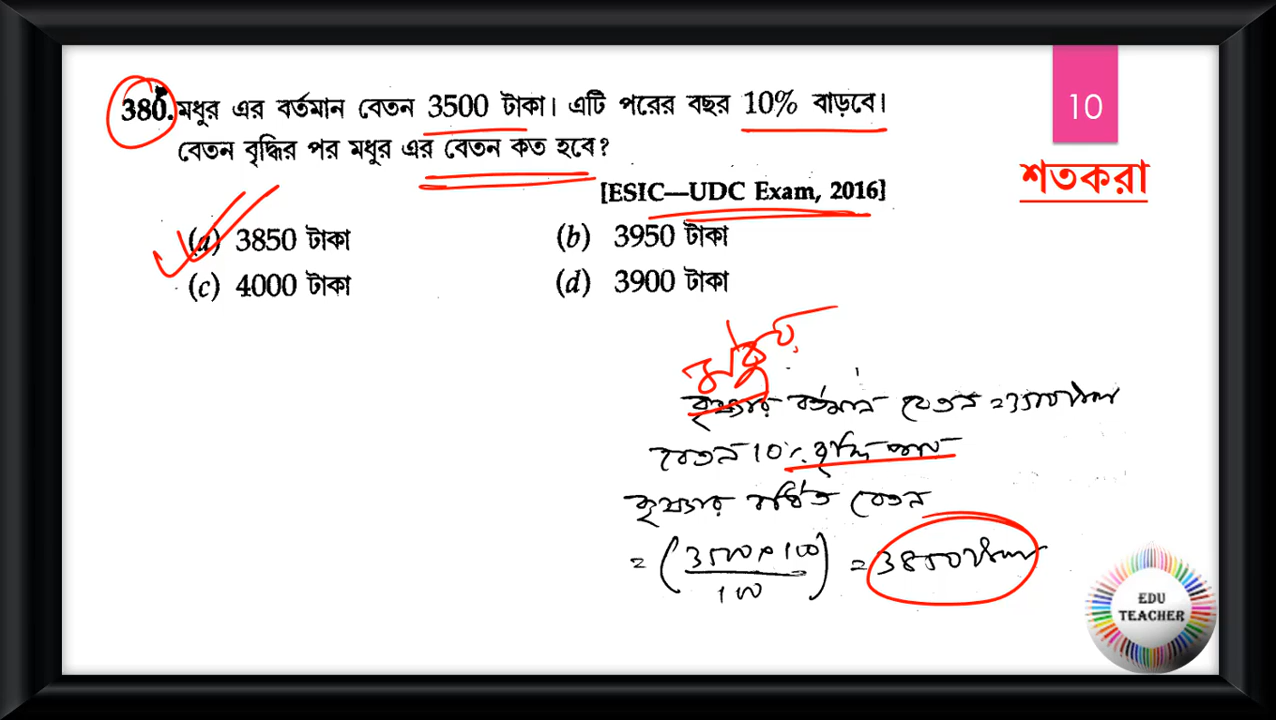 380. মধুর এর বর্তমান বেতন 3500 টাকা। এটি পরের বছর 10% বাড়বে।
বেতন বৃদ্ধির পর মধুর এর বেতন কত হবে?
[ESIC—UDC Exam, 2016]
(a) 3850 টাকা (b) 3950 টাকা
(c) 4000 টাকা (d) 3900 টাকা
10
শতকরা
মধুর
বর্তমান বেতন = 3500 টাকা
বেতন 10% বৃদ্ধি
বর্ধিত বেতন
= 3850 টাকা
EDU
TEACHER